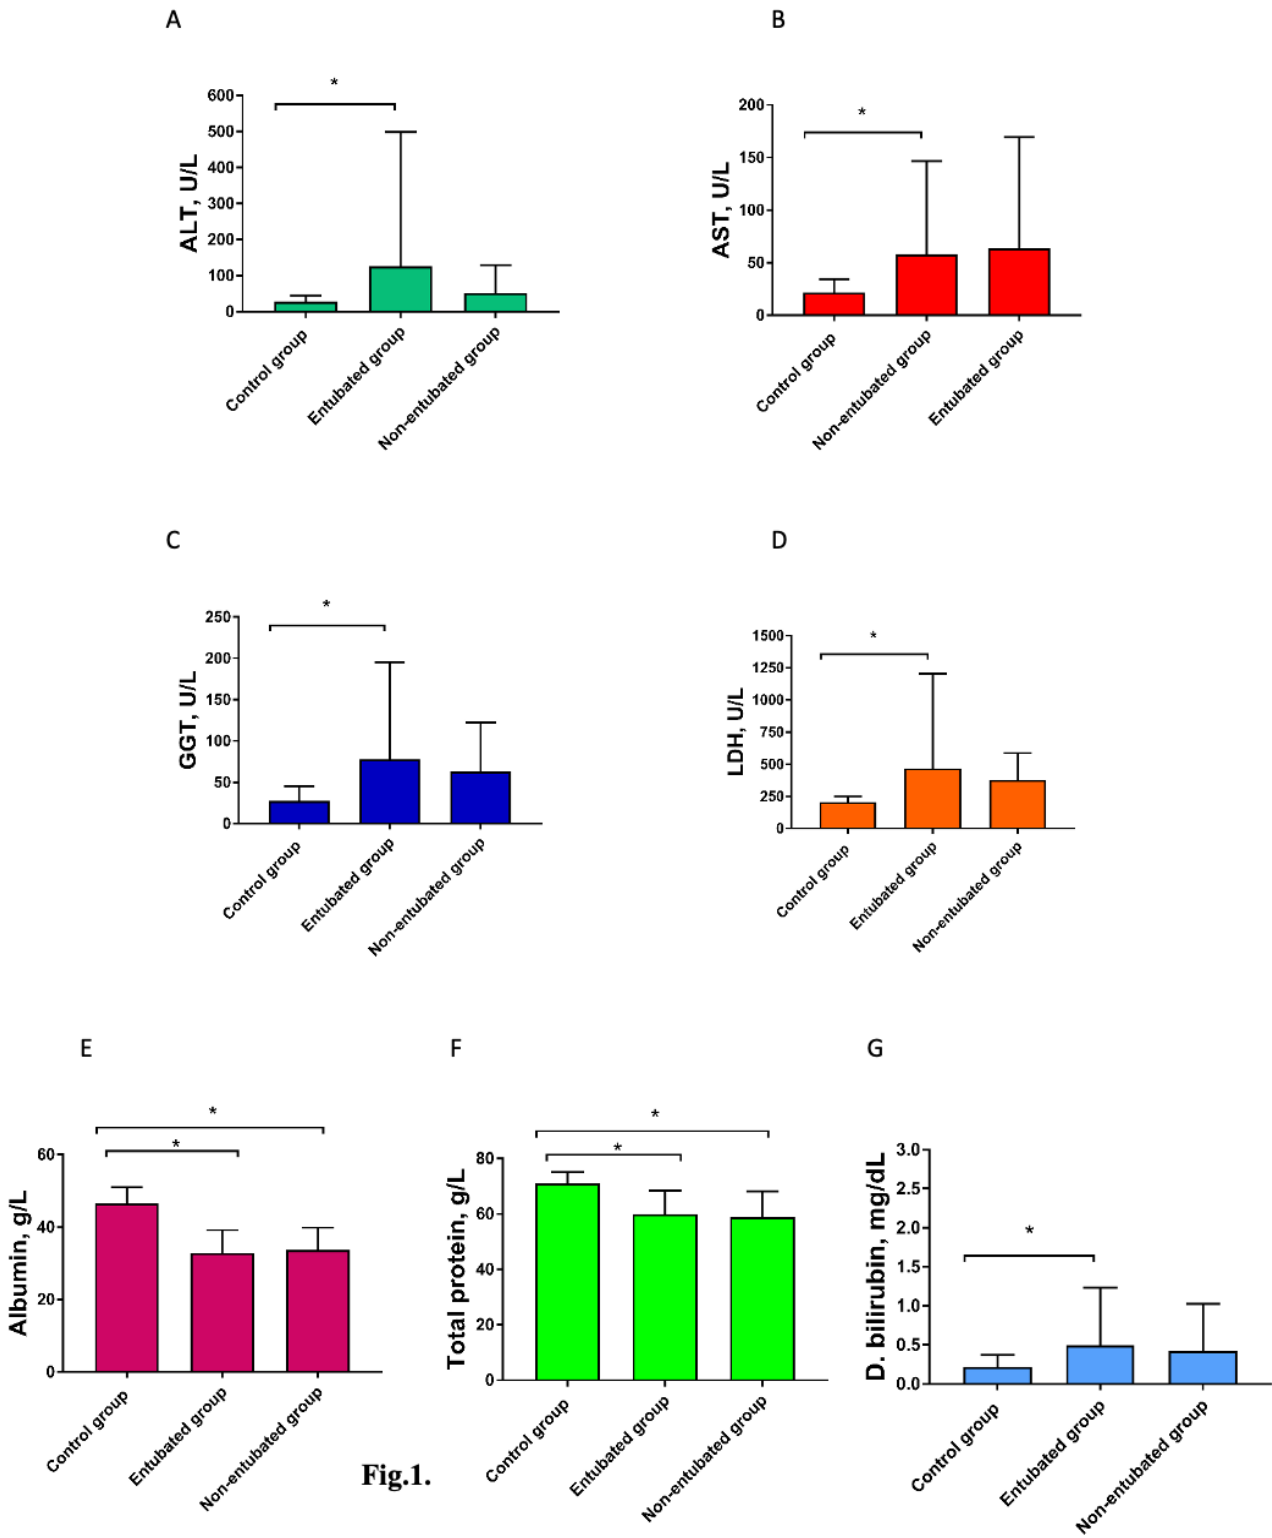 A
B
*
600
500
400
300
200
100
0
ALT, U/L
Control group
Entubated group
Non-entubated group
*
200
150
100
50
0
AST, U/L
Control group
Non-entubated group
Entubated group
C
D
*
250
200
150
100
50
0
GGT, U/L
Control group
Entubated group
Non-entubated group
*
1500
1250
1000
750
500
250
0
LDH, U/L
Control group
Entubated group
Non-entubated group
E
F
G
*
*
60
40
20
0
Albumin, g/L
Control group
Entubated group
Non-entubated group
*
*
80
60
40
20
0
Total protein, g/L
Control group
Entubated group
Non-entubated group
*
3.0
2.5
2.0
1.5
1.0
0.5
0.0
D. bilirubin, mg/dL
Control group
Entubated group
Non-entubated group
Fig.1.